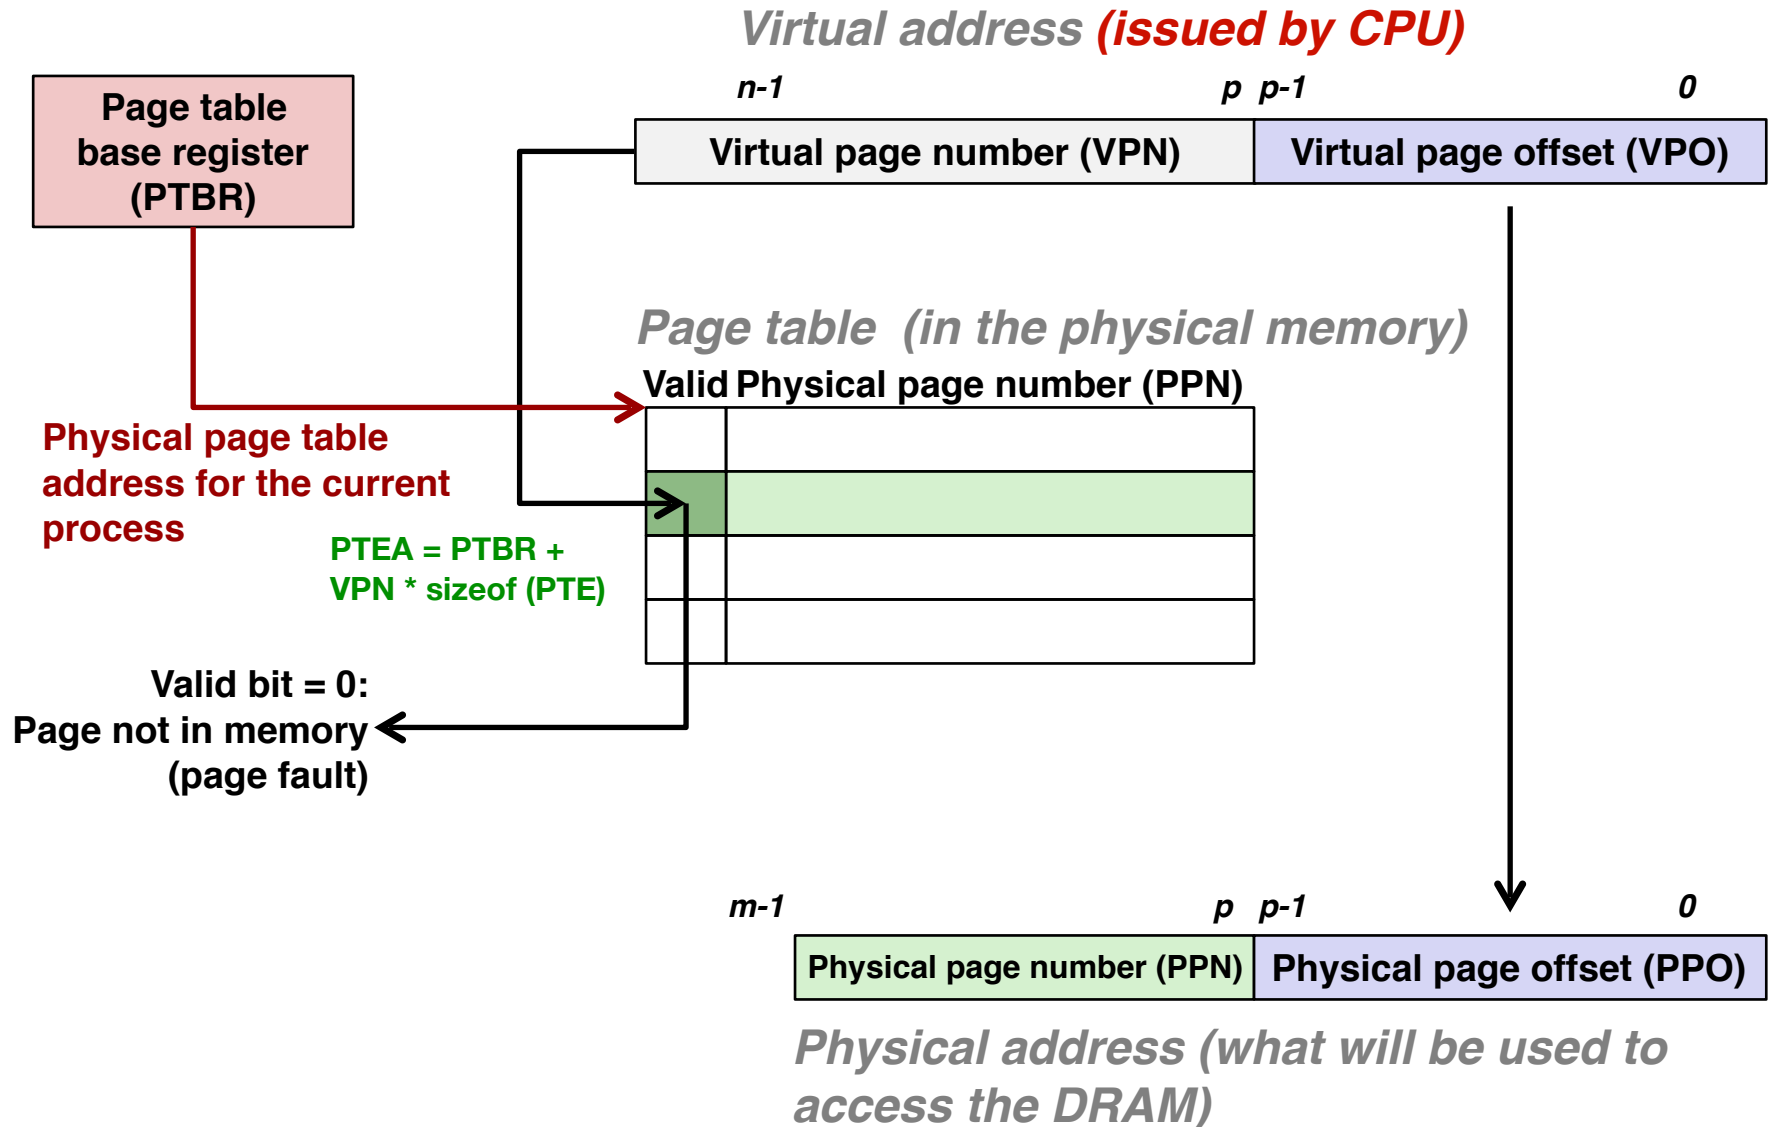 Virtual address (issued by CPU)
n-1 p p-1 0
Page table
base register
(PTBR)
Virtual page number (VPN) Virtual page offset (VPO)
Page table (in the physical memory)
Valid Physical page number (PPN)
Physical page table
address for the current
process
PTEA = PTBR +
VPN * sizeof (PTE)
Valid bit = 0:
Page not in memory
(page fault)
m-1 p p-1 0
Physical page number (PPN) Physical page offset (PPO)
Physical address (what will be used to
access the DRAM)